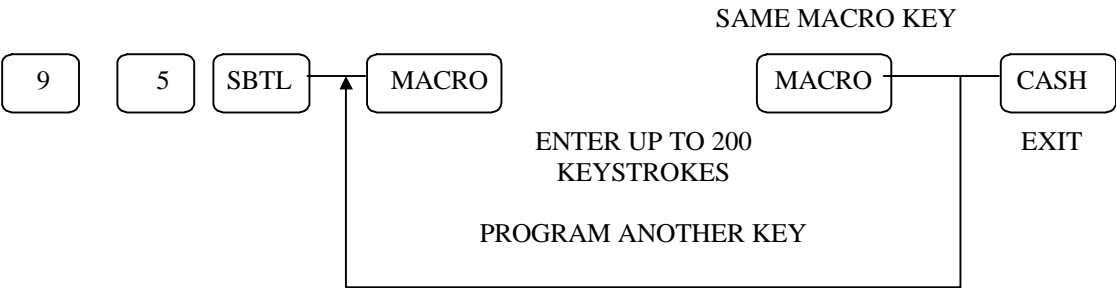 SAME MACRO KEY
9 5 SBTL MACRO MACRO CASH
ENTER UP TO 200 EXIT
KEYSTROKES
PROGRAM ANOTHER KEY